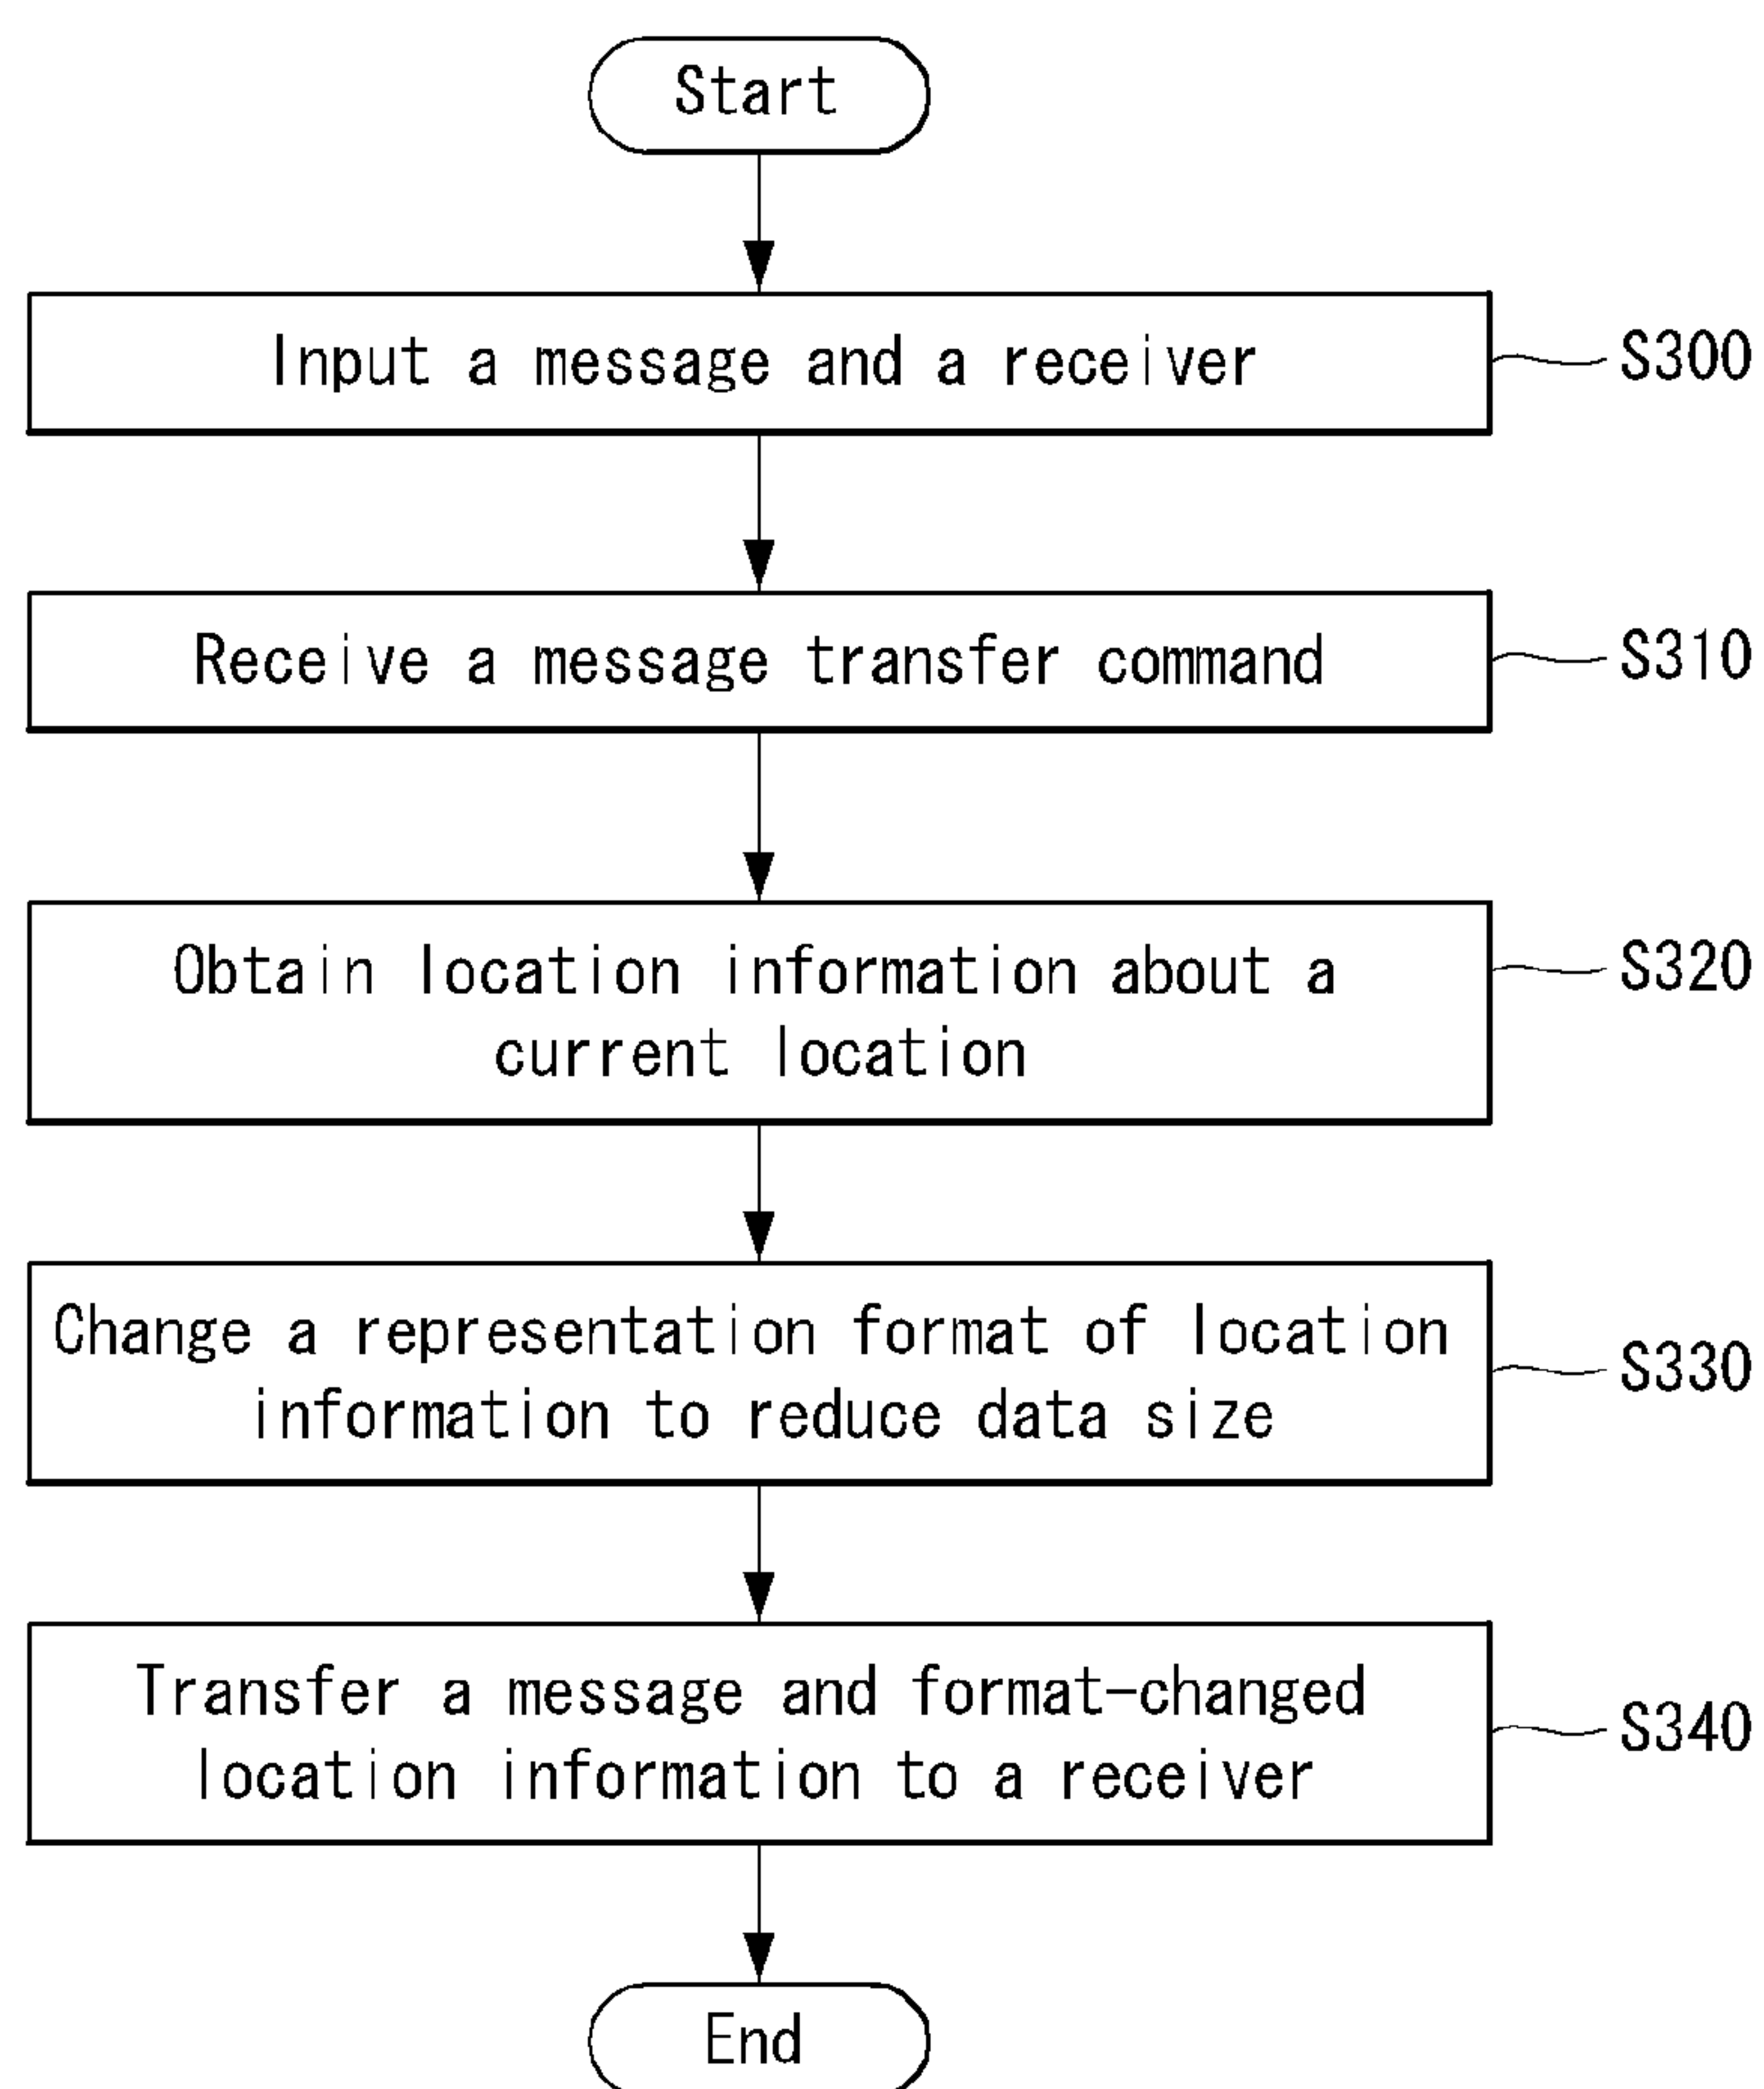 Start
Input a message and a receiver
S300
Receive a message transfer command
S310
Obtain location information about a
current location
S320
Change a representation format of location
information to reduce data size
S330
Transfer a message and format-changed
location information to a receiver
S340
End